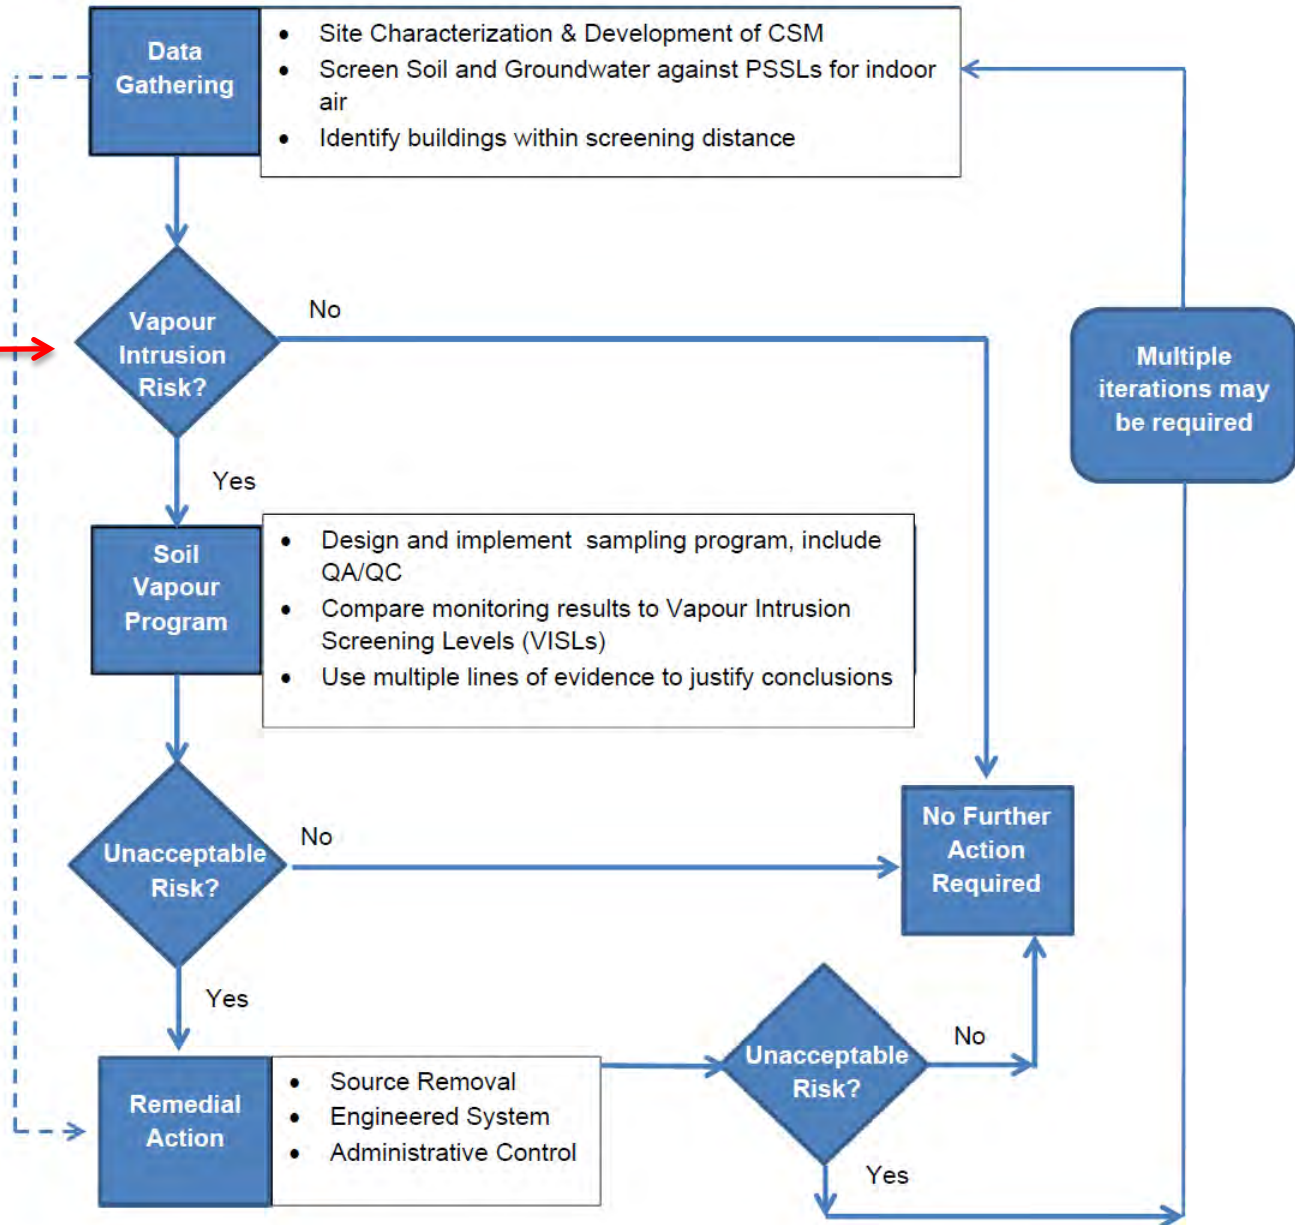 Data
Gathering
• Site Characterization & Development of CSM
• Screen Soil and Groundwater against PSSLs for indoor
air
• Identify buildings within screening distance
Vapour
Intrusion
Risk?
No
Multiple
iterations may
be required
Yes
Soil
Vapour
Program
• Design and implement sampling program, include
QA/QC
• Compare monitoring results to Vapour Intrusion
Screening Levels (VISLs)
• Use multiple lines of evidence to justify conclusions
Unacceptable
Risk?
No
No Further
Action
Required
Yes
Remedial
Action
• Source Removal
• Engineered System
• Administrative Control
Unacceptable
Risk?
No
Yes